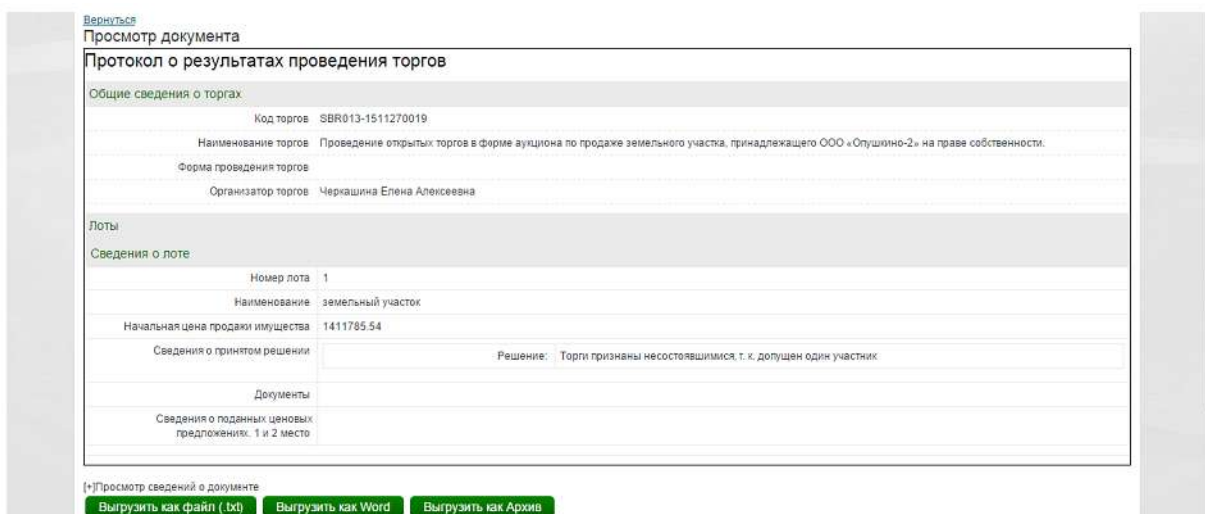 Вернуться
Просмотр документа
Протокол о результатах проведения торгов
Общие сведения о торгах
Код торгов SBR013-1511270019
Наименование торгов Проведение открытых торгов в форме аукциона по продаже земельного участка, принадлежащего ООО «Опушкино-2» на праве собственности.
Форма проведения торгов
Организатор торгов Черкашина Елена Алексеевна
Лоты
Сведения о лоте
Номер лота 1
Наименование земельный участок
Начальная цена продажи имущества 1411785.54
Сведения о принятом решении Решение: Торги признаны несостоявшимися, т. к. допущен один участник
Документы
Сведения о поданных ценовых
предложениях. 1 и 2 место
[+]Просмотр сведений о документе
Выгрузить как файл (.txt) Выгрузить как Word Выгрузить как Архив